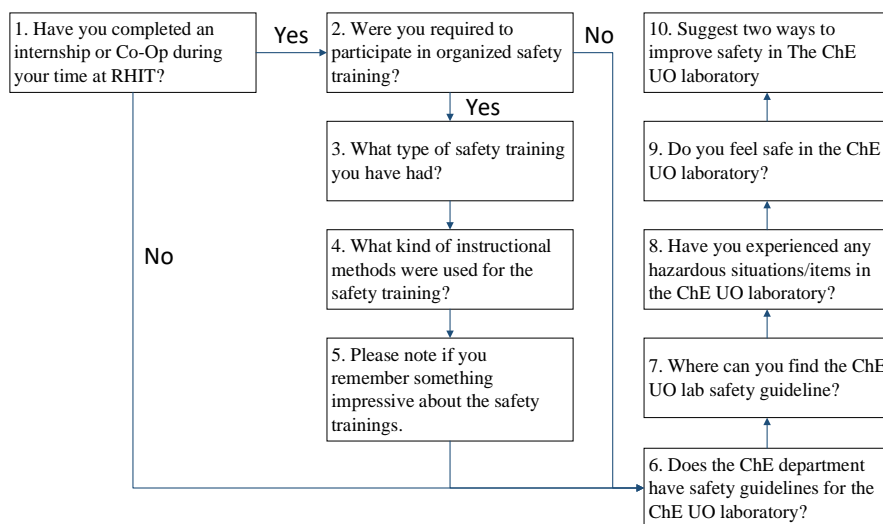 1. Have you completed an
internship or Co-Op during
your time at RHIT?
Yes
2. Were you required to
participate in organized safety
training?
No
Yes
3. What type of safety training
you have had?
4. What kind of instructional
methods were used for the
safety training?
5. Please note if you
remember something
impressive about the safety
trainings.
No
6. Does the ChE department
have safety guidelines for the
ChE UO laboratory?
7. Where can you find the ChE
UO lab safety guideline?
8. Have you experienced any
hazardous situations/items in
the ChE UO laboratory?
9. Do you feel safe in the ChE
UO laboratory?
10. Suggest two ways to
improve safety in The ChE
UO laboratory